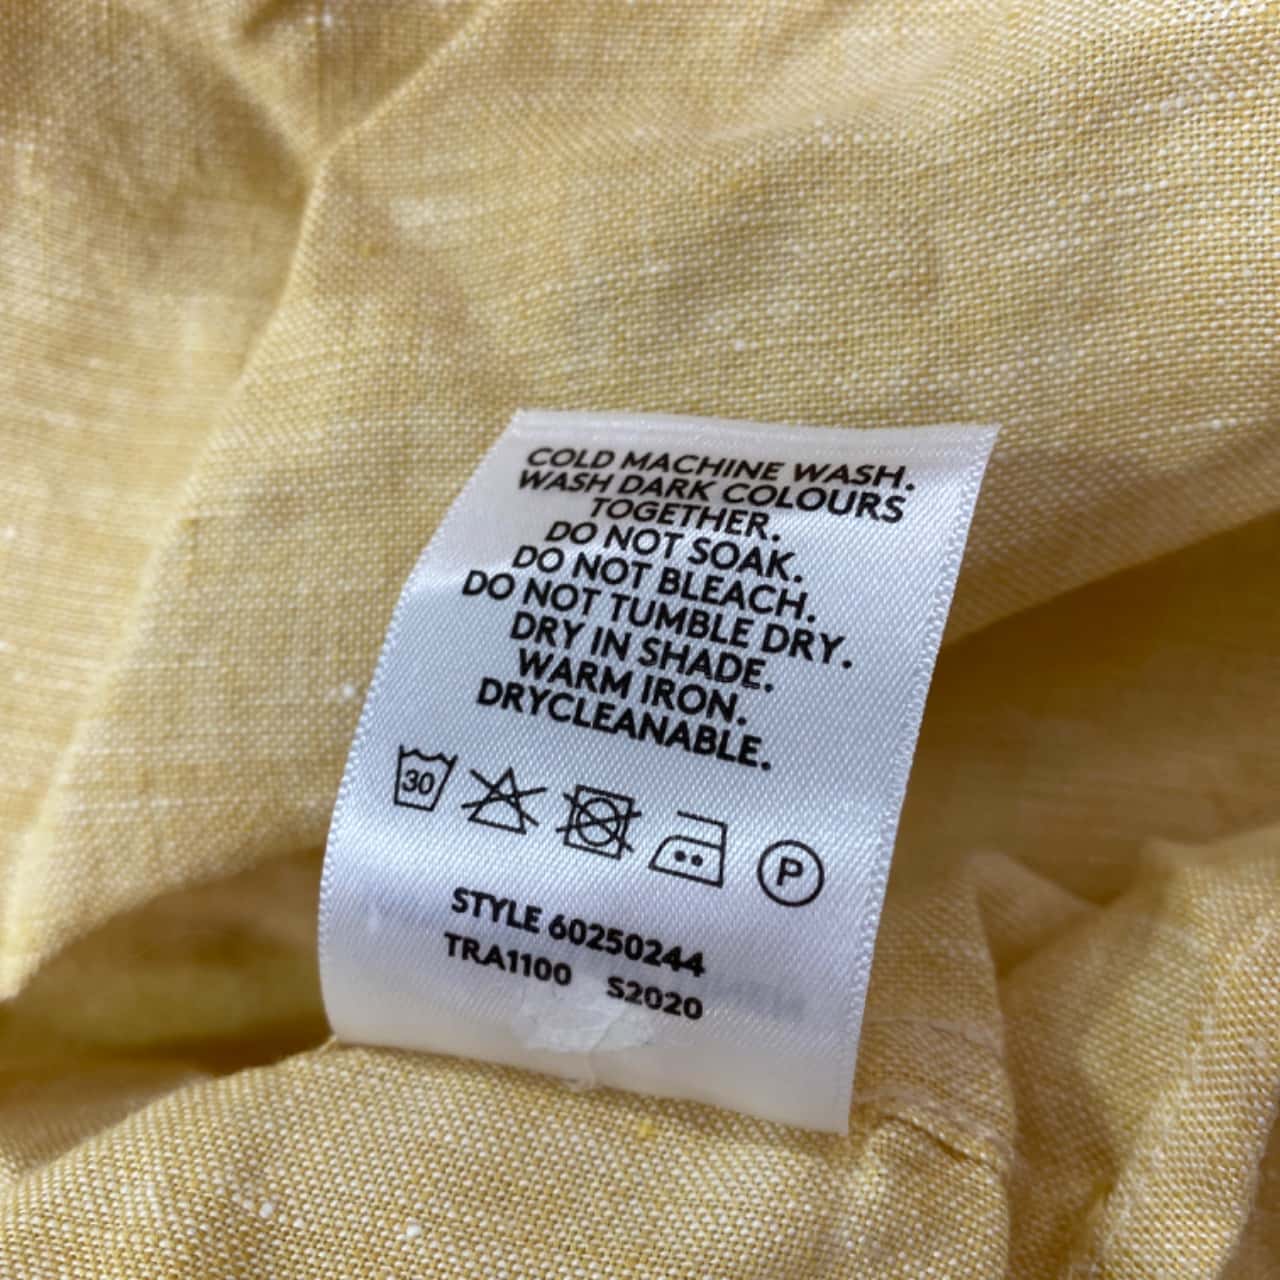 COLD MACHINE WASH.
WASH DARK COLOURS
TOGETHER.
DO NOT SOAK.
DO NOT BLEACH.
DO NOT TUMBLE DRY.
DRY IN SHADE.
WARM IRON.
DRYCLEANABLE.
30 P
STYLE 60250244
TRA1100 S2020